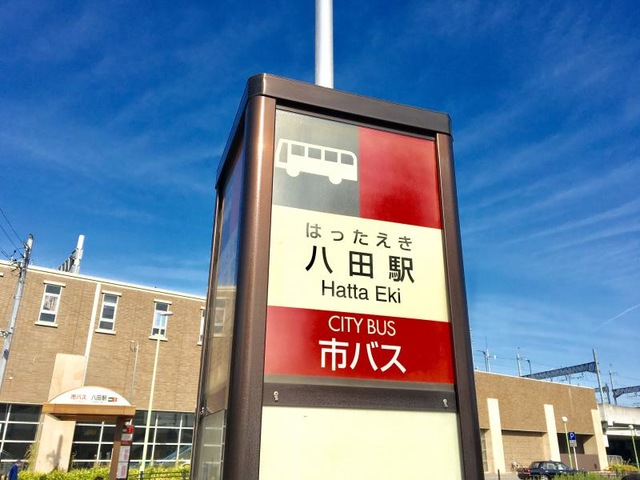 はったえき
八田駅
Hatta Eki
CITY BUS
市バス
市バス 八田駅
P